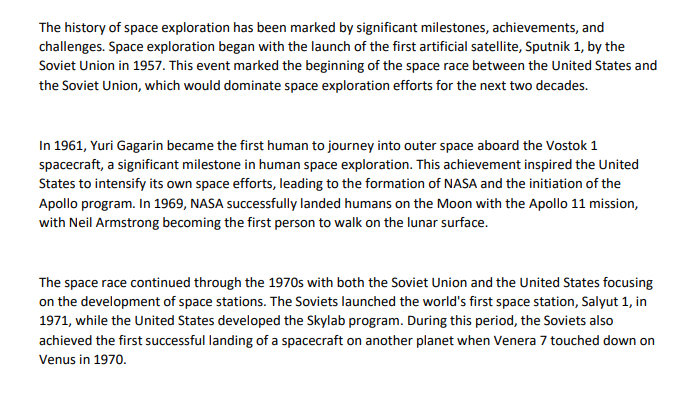 The history of space exploration has been marked by significant milestones, achievements, and
challenges. Space exploration began with the launch of the first artificial satellite, Sputnik 1, by the
Soviet Union in 1957. This event marked the beginning of the space race between the United States and
the Soviet Union, which would dominate space exploration efforts for the next two decades.
In 1961, Yuri Gagarin became the first human to journey into outer space aboard the Vostok 1
spacecraft, a significant milestone in human space exploration. This achievement inspired the United
States to intensify its own space efforts, leading to the formation of NASA and the initiation of the
Apollo program. In 1969, NASA successfully landed humans on the Moon with the Apollo 11 mission,
with Neil Armstrong becoming the first person to walk on the lunar surface.
The space race continued through the 1970s with both the Soviet Union and the United States focusing
on the development of space stations. The Soviets launched the world's first space station, Salyut 1, in
1971, while the United States developed the Skylab program. During this period, the Soviets also
achieved the first successful landing of a spacecraft on another planet when Venera 7 touched down on
Venus in 1970.